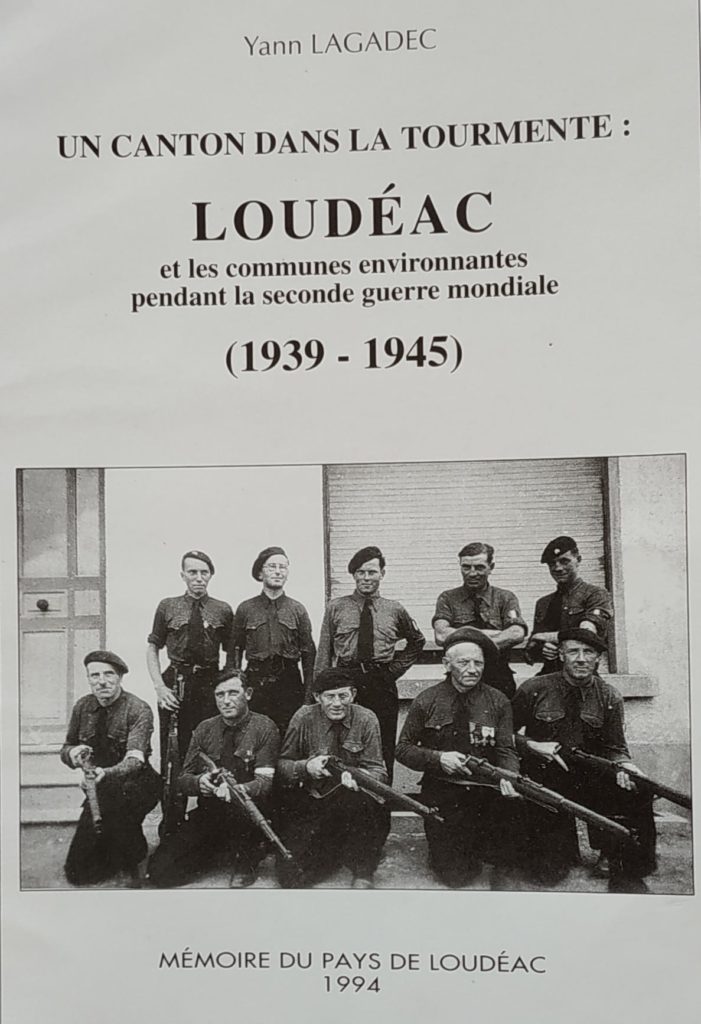 Yann LAGADEC
UN CANTON DANS LA TOURMENTE :
LOUDÉAC
et les communes environnantes
pendant la seconde guerre mondiale
(1939 - 1945)
MÉMOIRE DU PAYS DE LOUDÉAC
1994